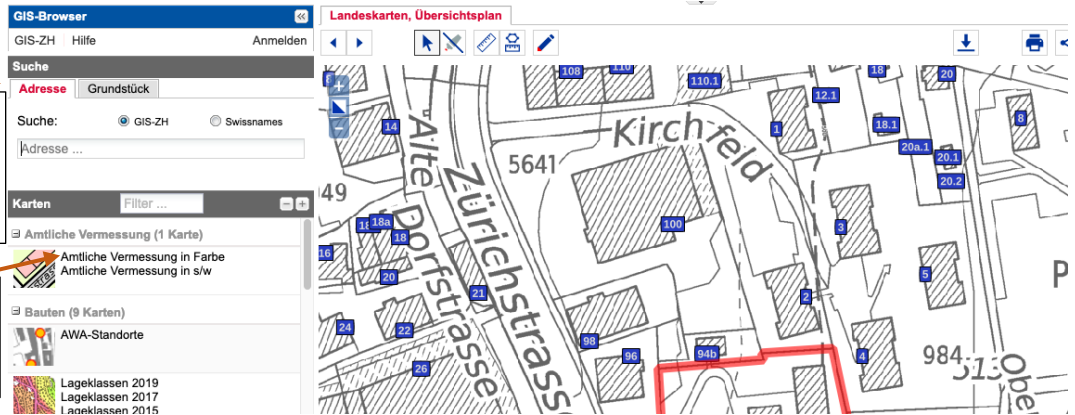 GIS-Browser
GIS-ZH Hilfe Anmelden
Suche
Adresse Grundstück
Suche: GIS-ZH Swissnames
Adresse ...
Karten Filter ...
Amtliche Vermessung (1 Karte)
Amtliche Vermessung in Farbe
Amtliche Vermessung in s/w
Bauten (9 Karten)
AWA-Standorte
Lageklassen 2019
Lageklassen 2017
Lageklassen 2015
Landeskarten, Übersichtsplan
108
110
110.1
18
20
12.1
14
1
18.1
8
Alte Dorfstrasse
Zürichstrasse
Kirchfeld
5641
20a.1
20.1
20.2
49
18a
18
100
3
16
20
21
5
2
24
22
98
96
94b
4
26
984
513
Obe
P